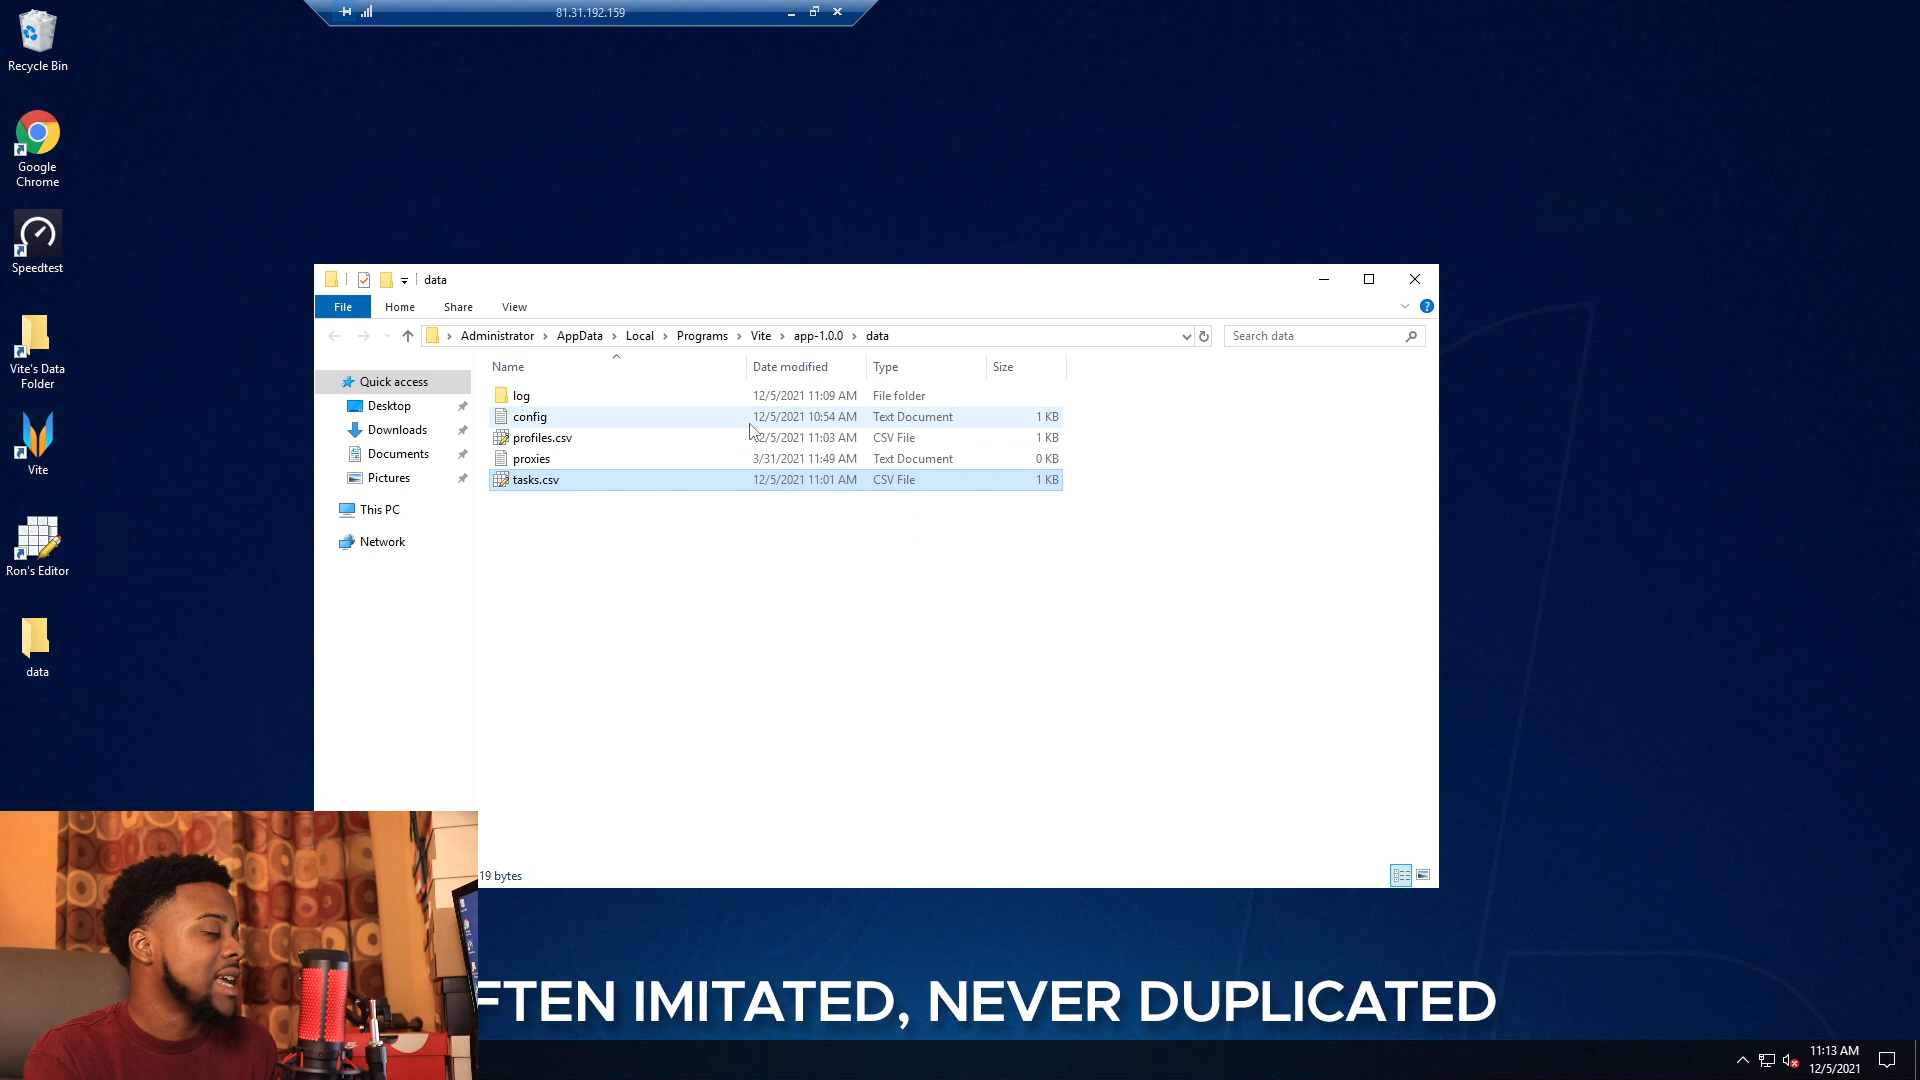 81.31.192.159
Recycle Bin
Google
Chrome
Speedtest
Vite's Data
Folder
Vite
Ron's Editor
data
data
File Home Share View
Administrator AppData Local Programs Vite app-1.0.0 data
Search data
Quick access
Desktop
Downloads
Documents
Pictures
This PC
Network
Name Date modified Type Size
log 12/5/2021 11:09 AM File folder
config 12/5/2021 10:54 AM Text Document 1 KB
profiles.csv 12/5/2021 11:03 AM CSV File 1 KB
proxies 3/31/2021 11:49 AM Text Document 0 KB
tasks.csv 12/5/2021 11:01 AM CSV File 1 KB
19 bytes
FTEN IMITATED, NEVER DUPLICATED
11:13 AM
12/5/2021